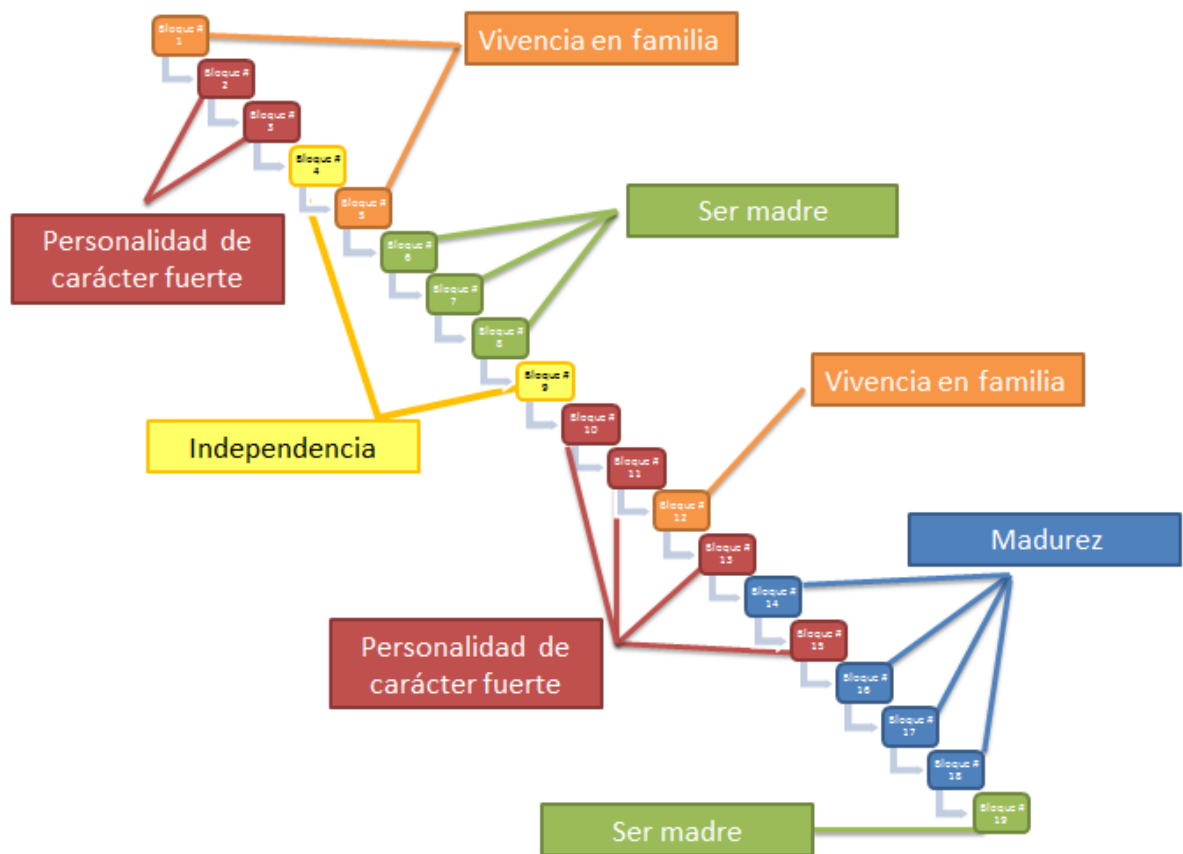 Bloque #
1
Vivencia en familia
Bloque #
2
Bloque #
3
Bloque #
4
Bloque #
5
Ser madre
Personalidad de
carácter fuerte
Bloque #
6
Bloque #
7
Bloque #
8
Bloque #
9
Vivencia en familia
Independencia
Bloque #
10
Bloque #
11
Bloque #
12
Madurez
Bloque #
13
Bloque #
14
Personalidad de
carácter fuerte
Bloque #
15
Bloque #
16
Bloque #
17
Bloque #
18
Bloque #
19
Ser madre